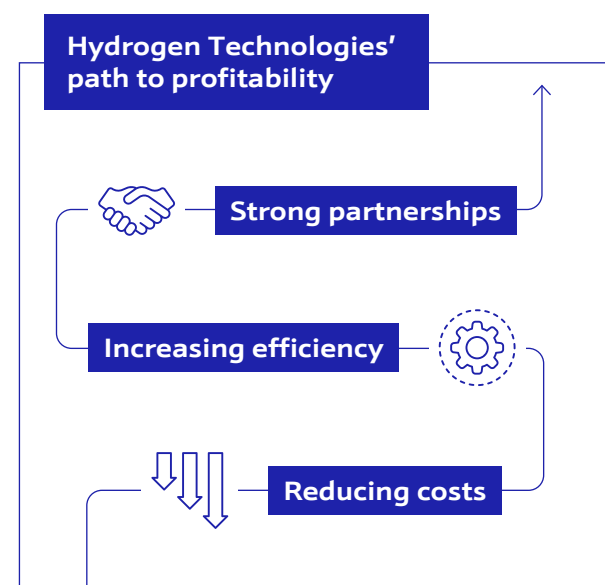 Hydrogen Technologies’
path to profitability
Strong partnerships
Increasing efficiency
Reducing costs